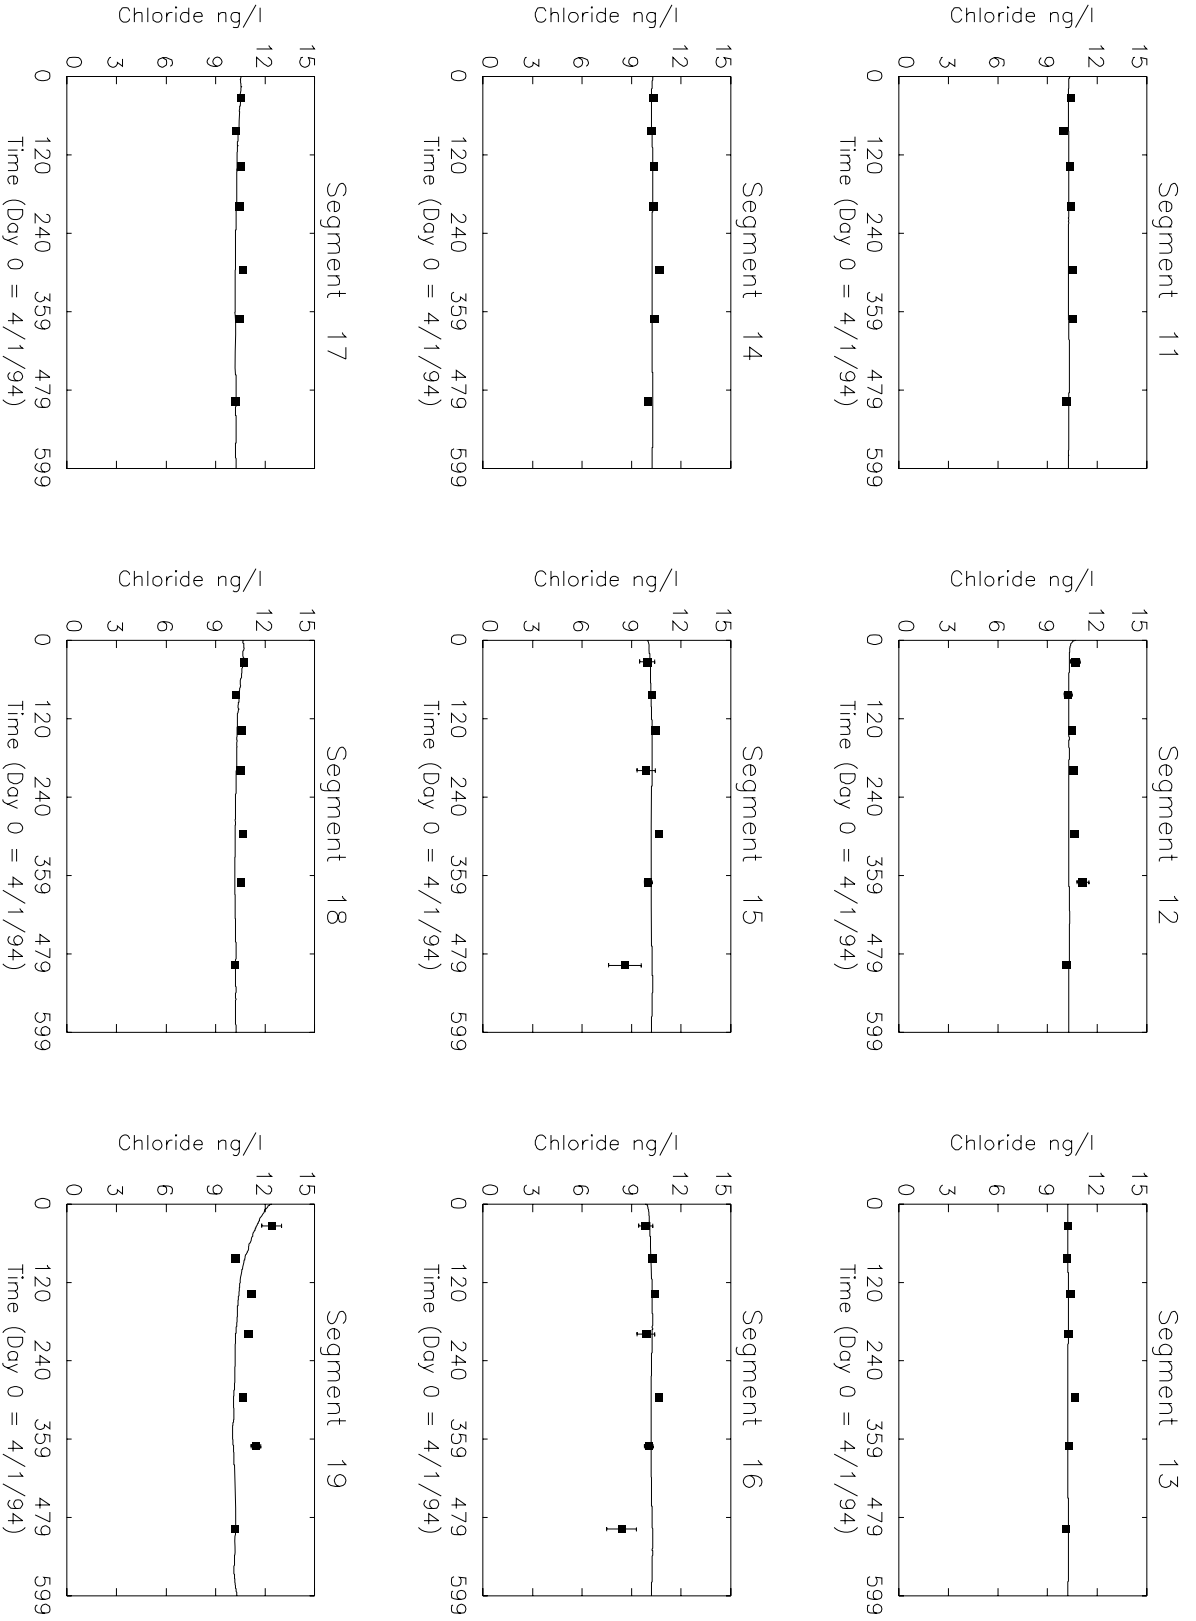 Segment 11
Chloride ng/l
15
12
9
6
3
0
0 120 240 359 479 599
Time (Day 0 = 4/1/94)
Segment 12
Chloride ng/l
15
12
9
6
3
0
0 120 240 359 479 599
Time (Day 0 = 4/1/94)
Segment 13
Chloride ng/l
15
12
9
6
3
0
0 120 240 359 479 599
Time (Day 0 = 4/1/94)
Segment 14
Chloride ng/l
15
12
9
6
3
0
0 120 240 359 479 599
Time (Day 0 = 4/1/94)
Segment 15
Chloride ng/l
15
12
9
6
3
0
0 120 240 359 479 599
Time (Day 0 = 4/1/94)
Segment 16
Chloride ng/l
15
12
9
6
3
0
0 120 240 359 479 599
Time (Day 0 = 4/1/94)
Segment 17
Chloride ng/l
15
12
9
6
3
0
0 120 240 359 479 599
Time (Day 0 = 4/1/94)
Segment 18
Chloride ng/l
15
12
9
6
3
0
0 120 240 359 479 599
Time (Day 0 = 4/1/94)
Segment 19
Chloride ng/l
15
12
9
6
3
0
0 120 240 359 479 599
Time (Day 0 = 4/1/94)